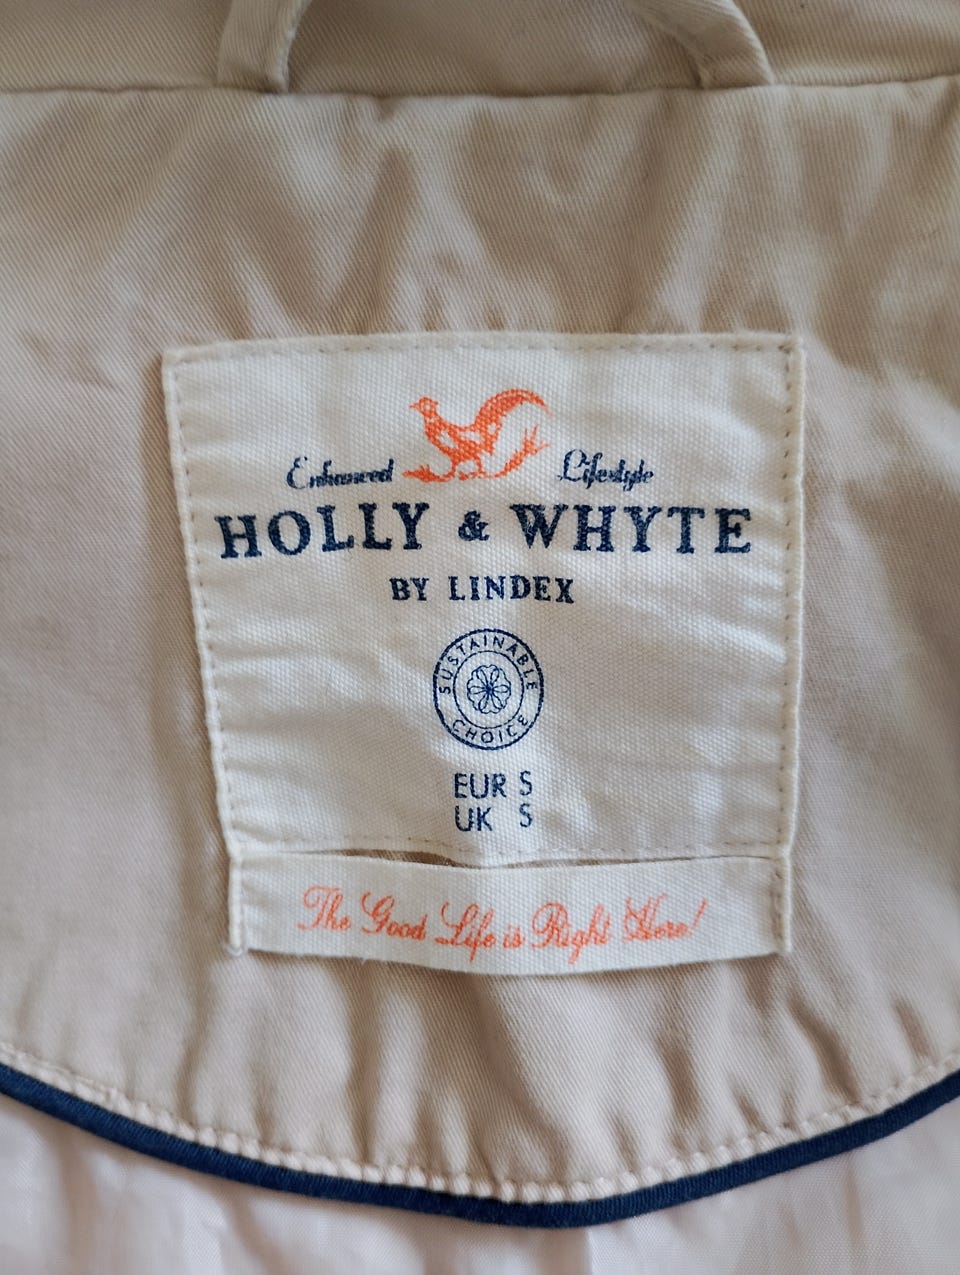 Enhanced Lifestyle
HOLLY & WHYTE
BY LINDEX
SUSTAINABLE
CHOICE
EUR S
UK S
The Good Life is Right Here!